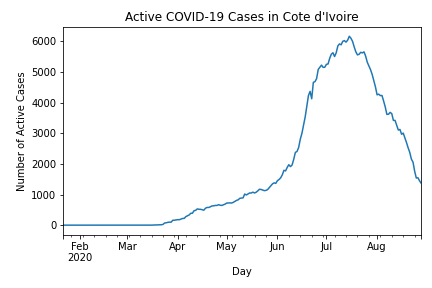 Active COVID-19 Cases in Cote d'Ivoire
Number of Active Cases
6000
5000
4000
3000
2000
1000
0
Feb Mar Apr May Jun Jul Aug
2020
Day